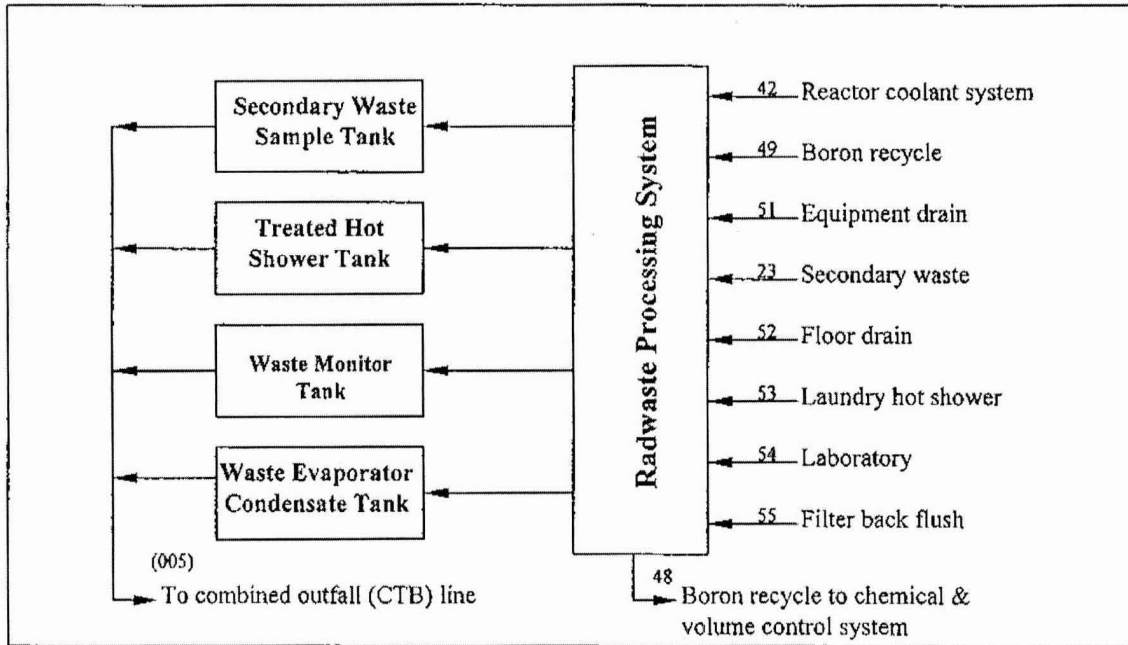 Secondary Waste
Sample Tank
Treated Hot
Shower Tank
Waste Monitor
Tank
Waste Evaporator
Condensate Tank
(005)
To combined outfall (CTB) line
Radwaste Processing System
42 Reactor coolant system
49 Boron recycle
51 Equipment drain
23 Secondary waste
52 Floor drain
53 Laundry hot shower
54 Laboratory
55 Filter back flush
48
Boron recycle to chemical &
volume control system